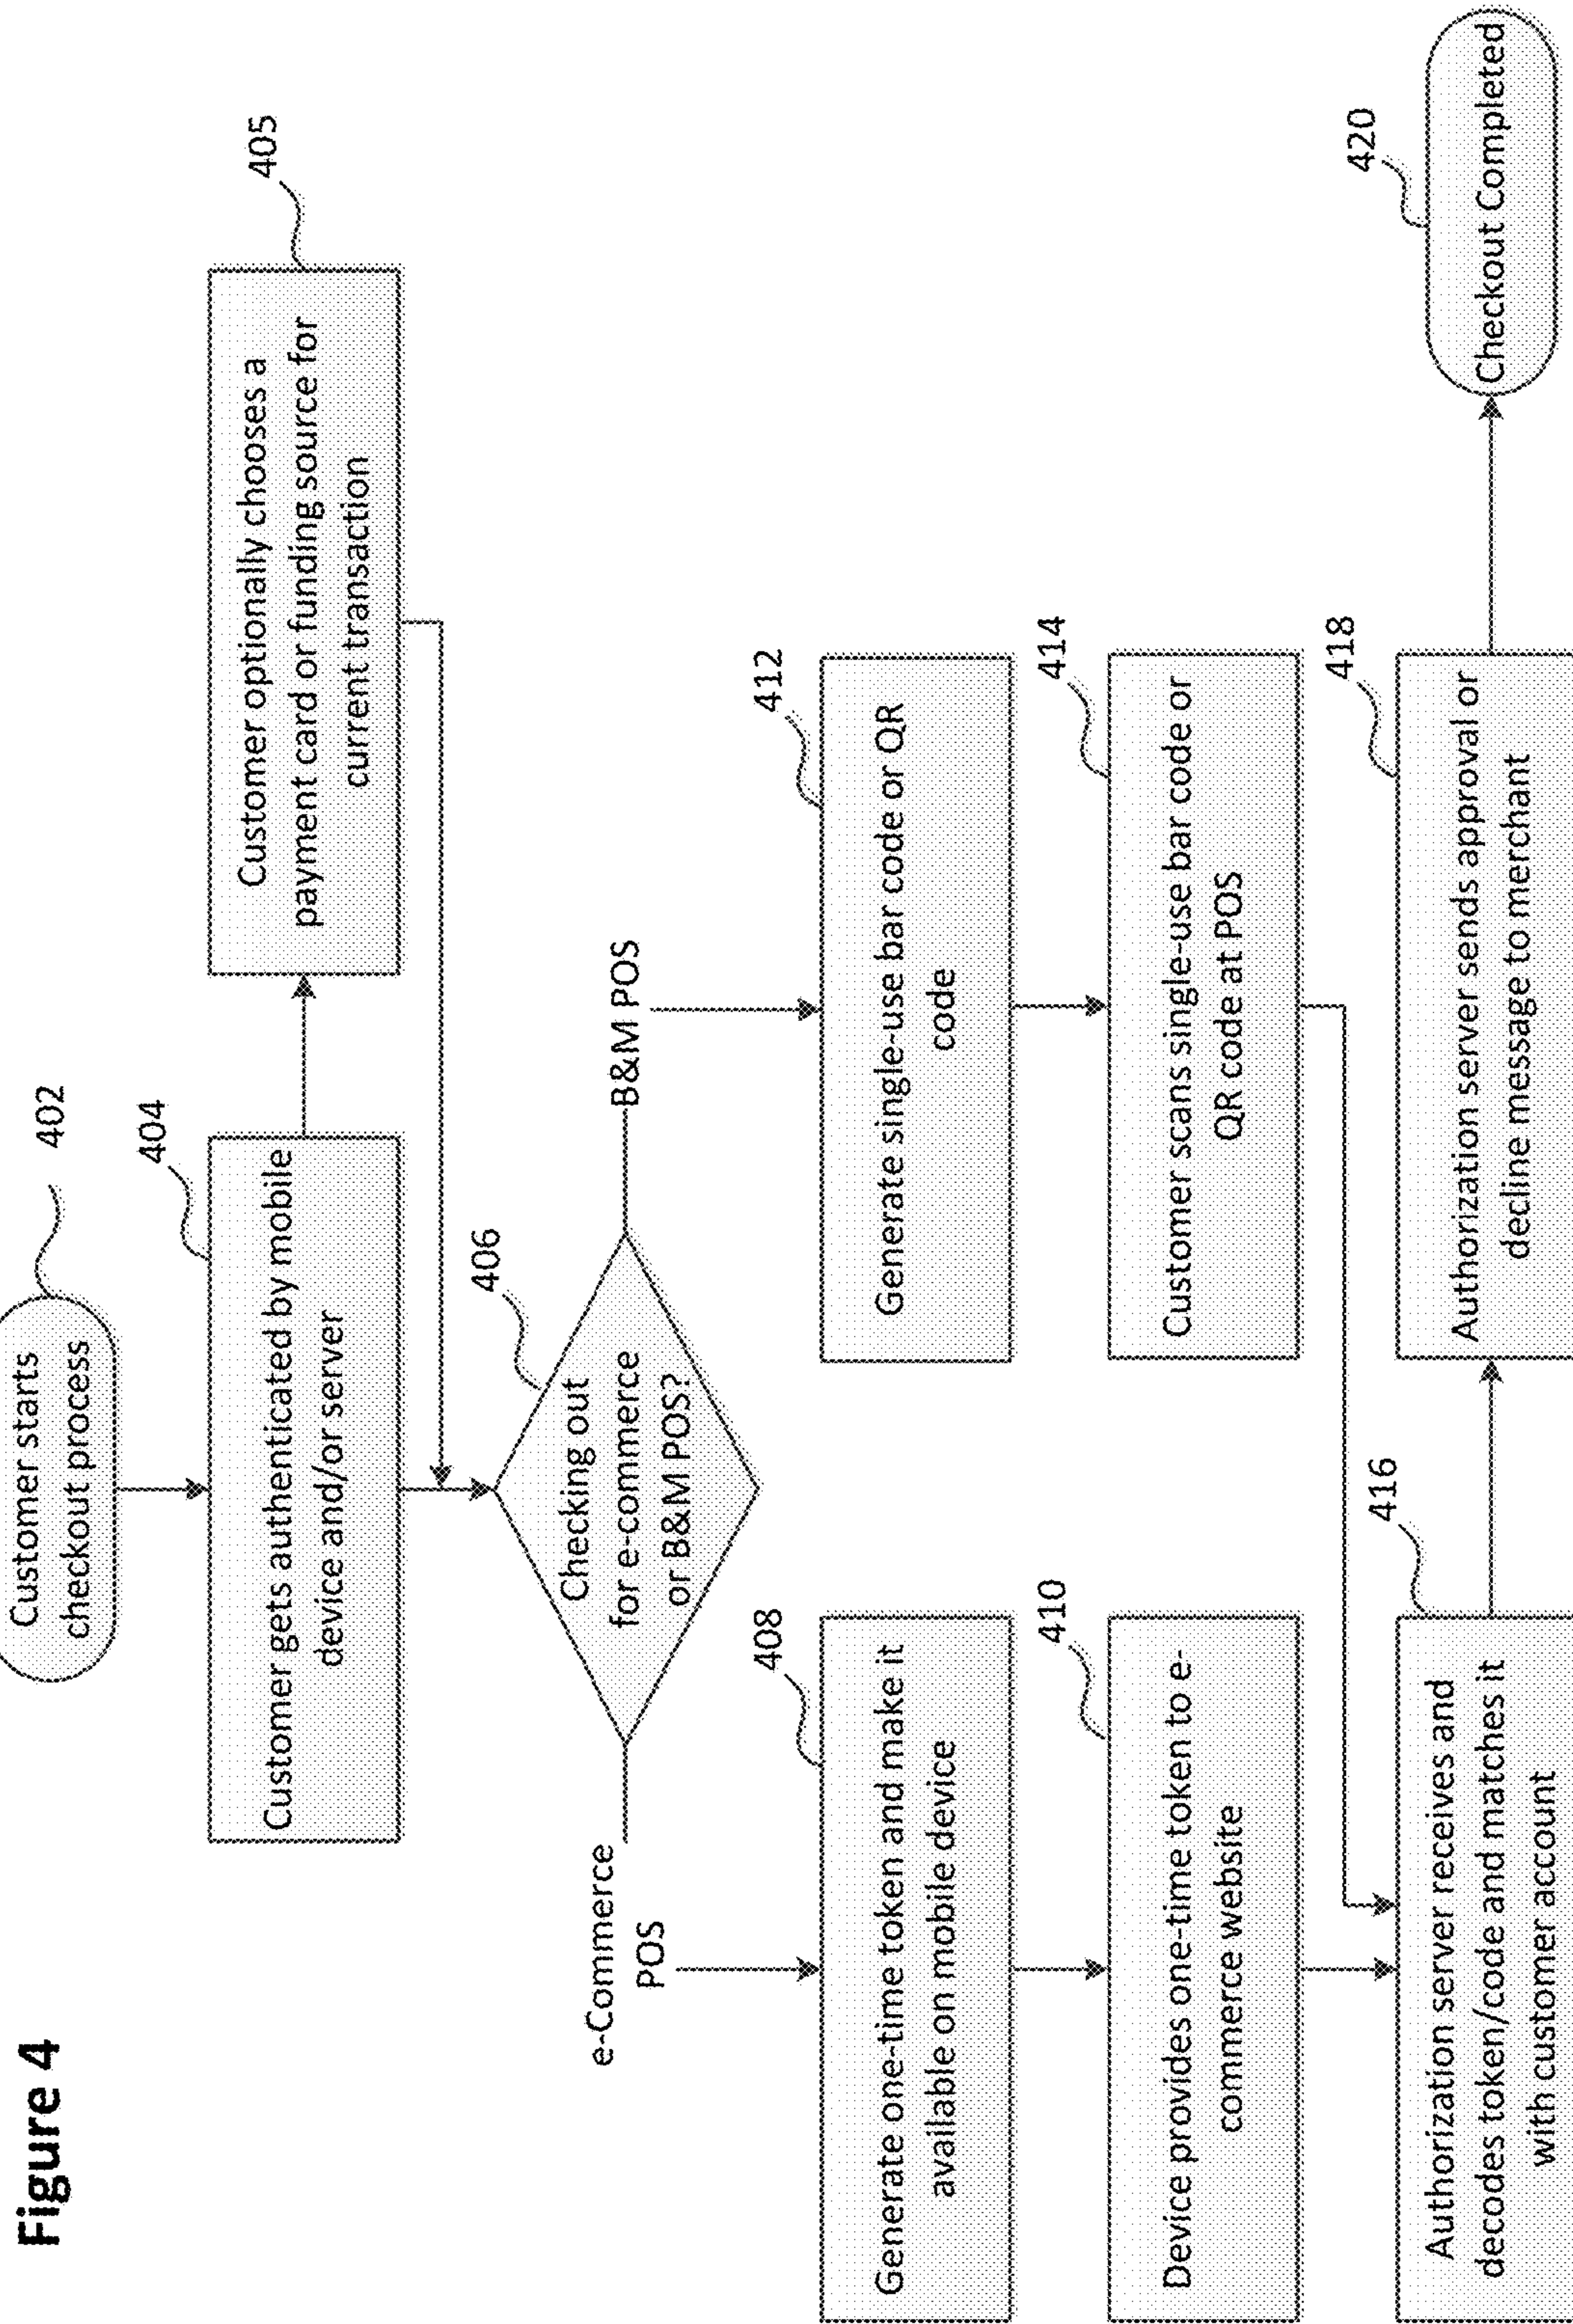 Figure 4
Customer starts
checkout process
402
Customer gets authenticated by mobile
device and/or server
404
Customer optionally chooses a
payment card or funding source for
current transaction
405
Checking out
for e-commerce
or B&M POS?
406
e-Commerce
POS
B&M POS
Generate one-time token and make it
available on mobile device
408
Generate single-use bar code or QR
code
412
Device provides one-time token to e-
commerce website
410
Customer scans single-use bar code or
QR code at POS
414
Authorization server receives and
decodes token/code and matches it
with customer account
416
Authorization server sends approval or
decline message to merchant
418
Checkout Completed
420